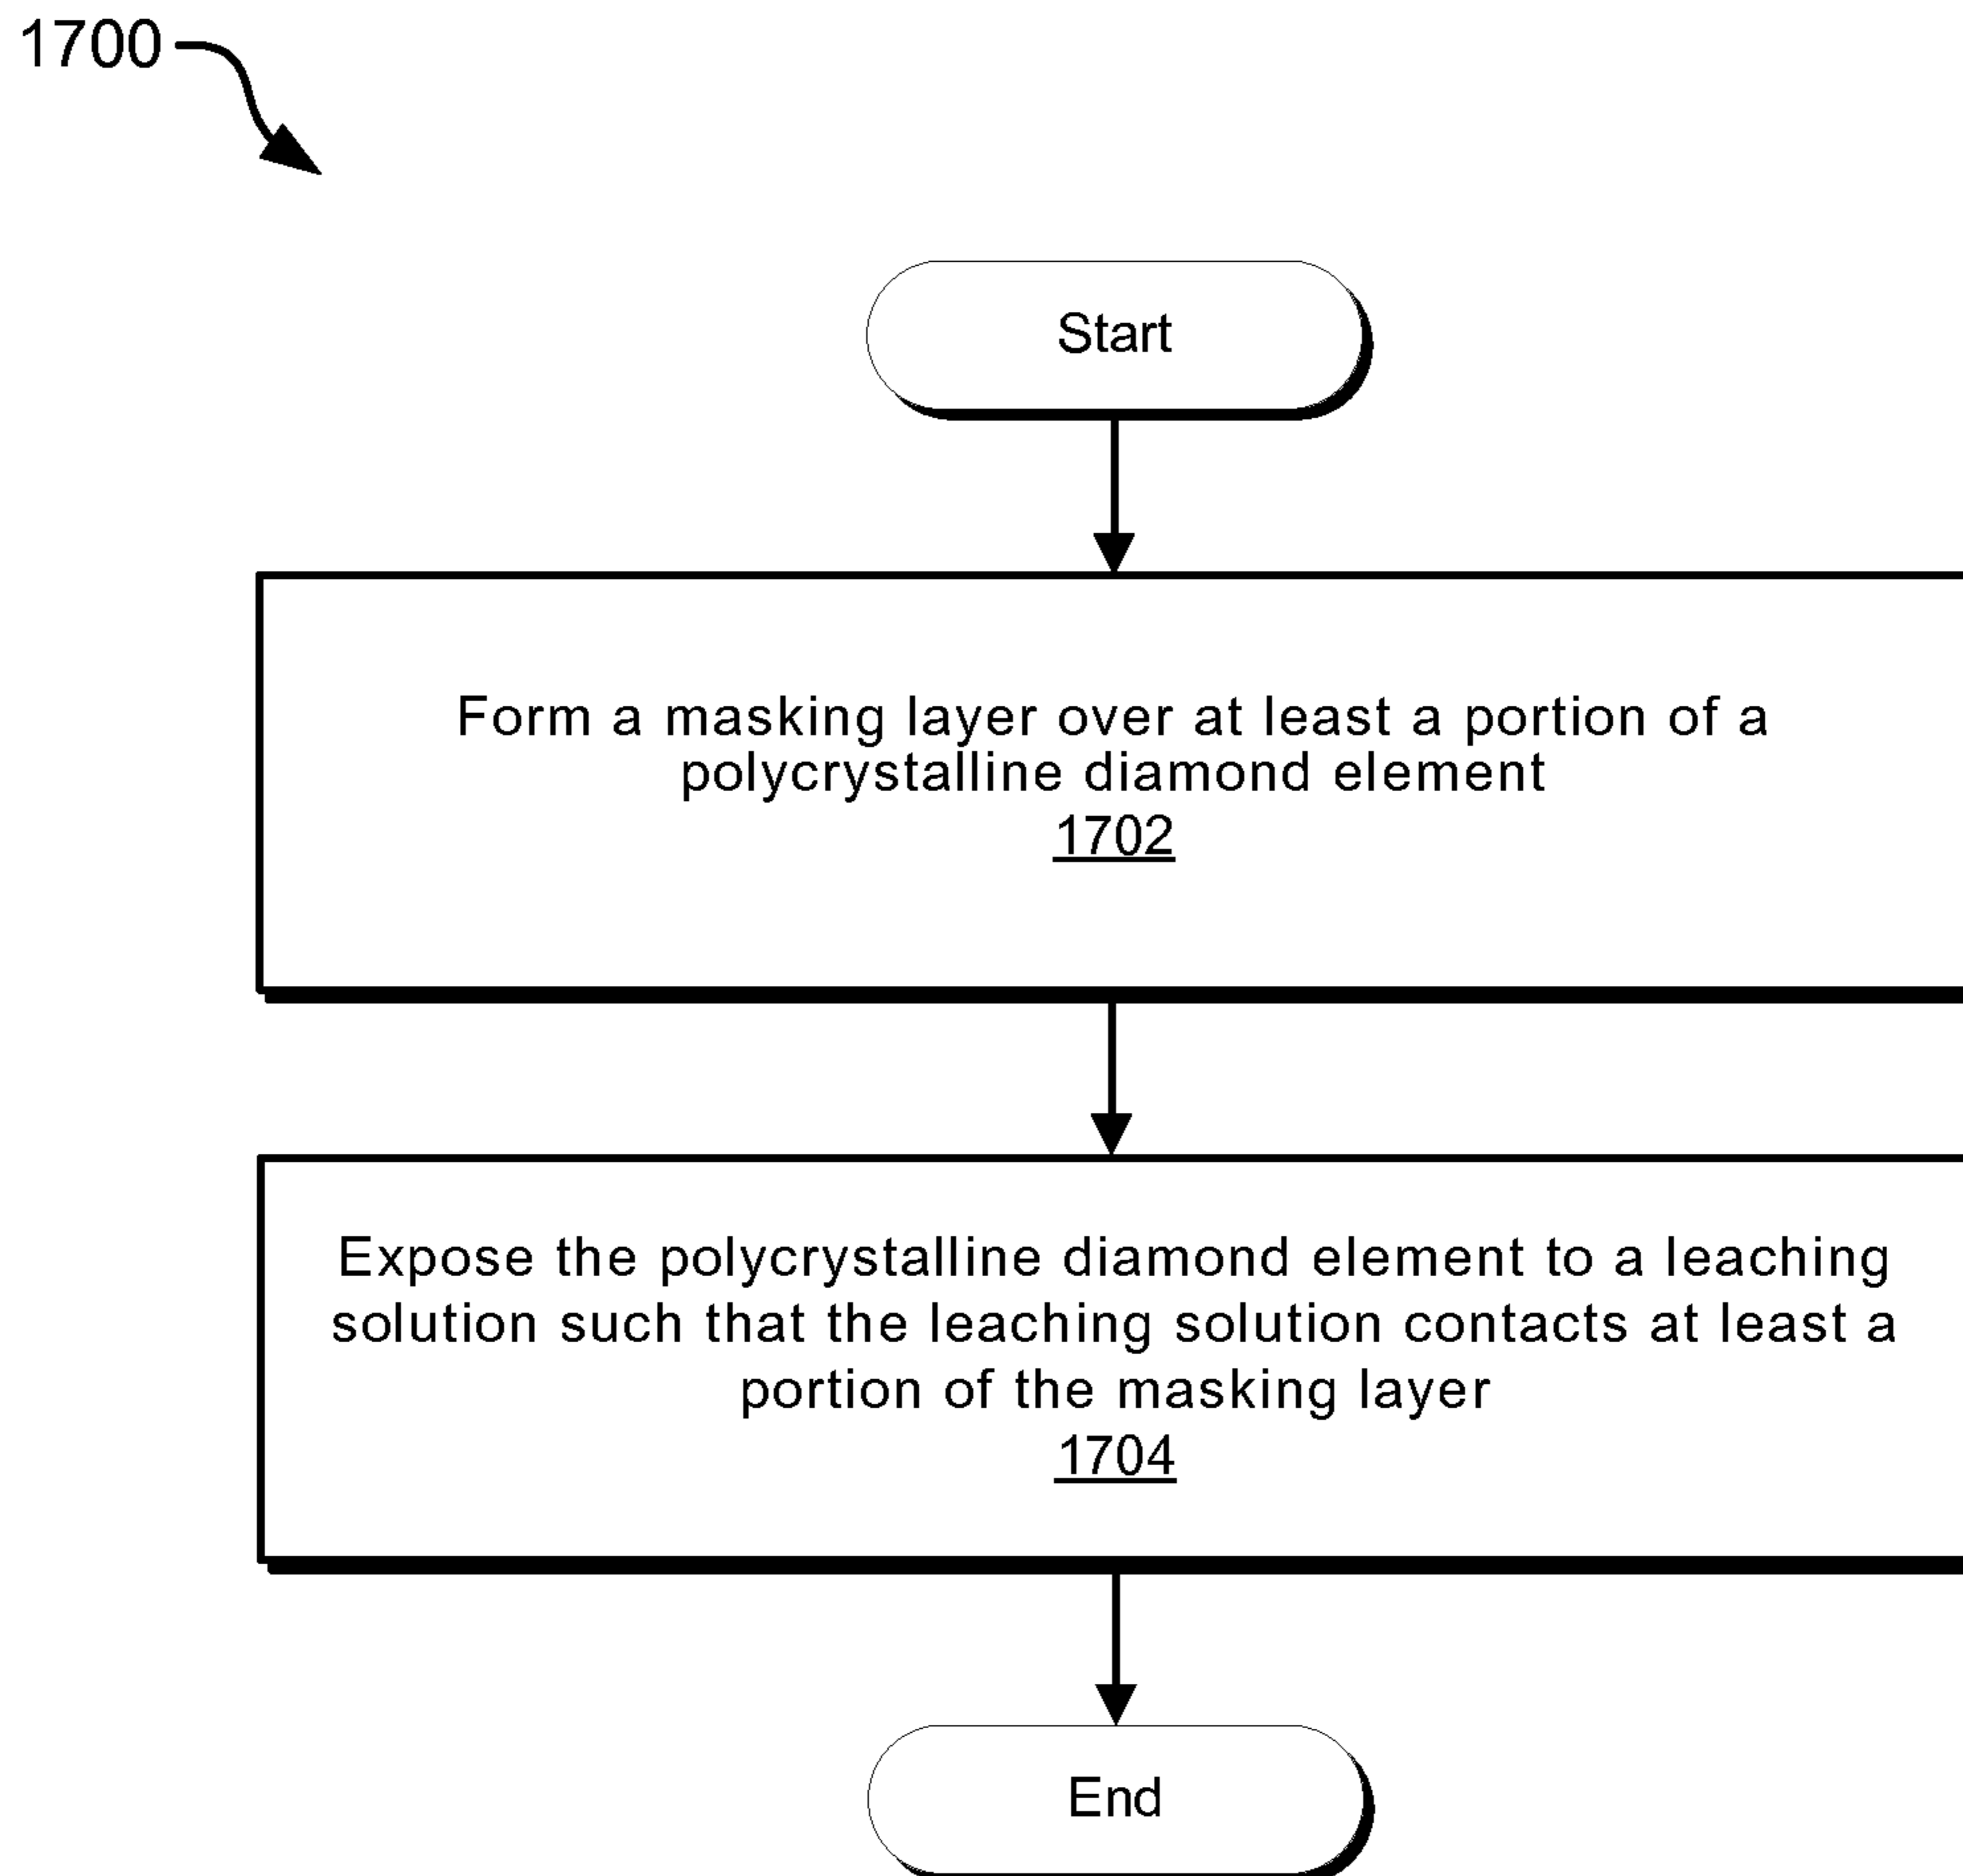 1700
Start
Form a masking layer over at least a portion of a
polycrystalline diamond element
1702
Expose the polycrystalline diamond element to a leaching
solution such that the leaching solution contacts at least a
portion of the masking layer
1704
End